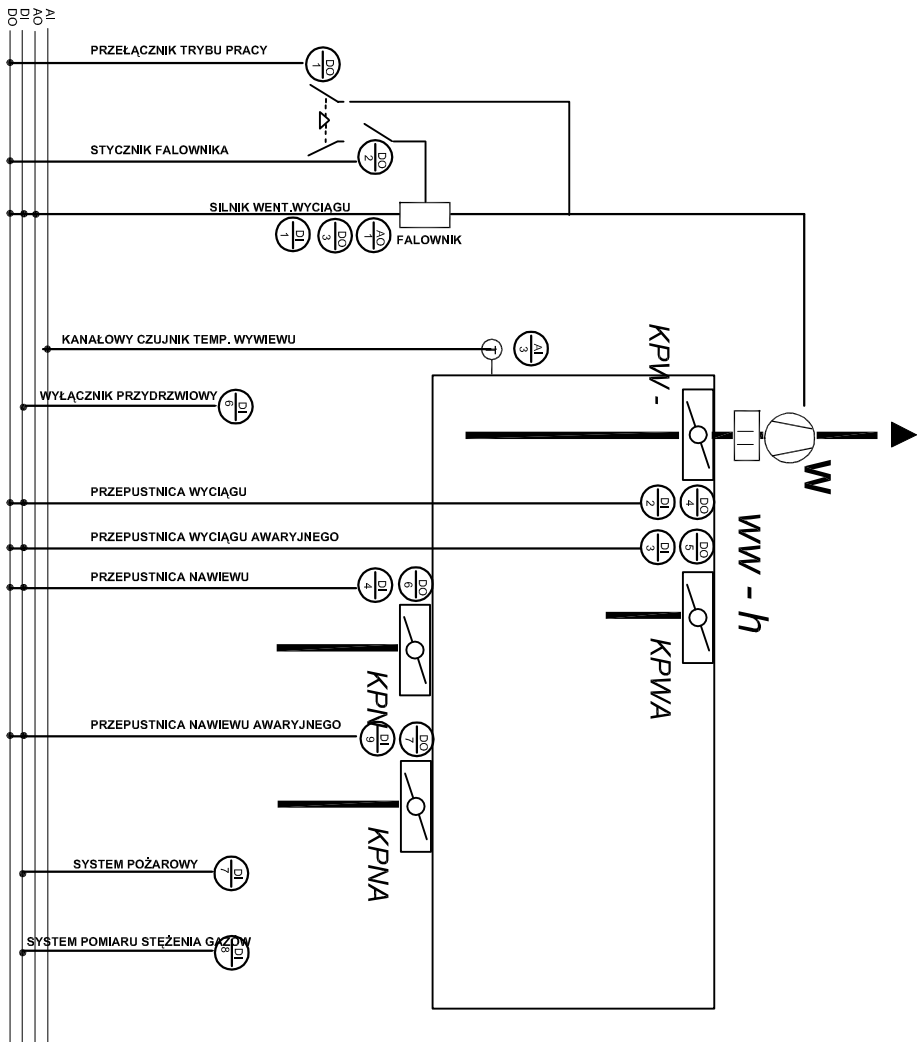 AI
AO
DI
DO
PRZEŁĄCZNIK TRYBU PRACY
DO
1
STYCZNIK FALOWNIKA
DO
2
SILNIK WENT.WYCIĄGU
DI
1
DO
3
AO
1
FALOWNIK
KANAŁOWY CZUJNIK TEMP. WYWIEWU
T
AI
3
KPW -
WYŁĄCZNIK PRZYDRZWIOWY
DI
6
W
PRZEPUSTNICA WYCIĄGU
DI
2
DO
4
ww - h
PRZEPUSTNICA WYCIĄGU AWARYJNEGO
DI
3
DO
5
PRZEPUSTNICA NAWIEWU
DI
4
DO
6
KPWA
KPN
PRZEPUSTNICA NAWIEWU AWARYJNEGO
DI
9
DO
7
KPNA
SYSTEM POŻAROWY
DI
7
SYSTEM POMIARU STĘŻENIA GAZÓW
DI
8